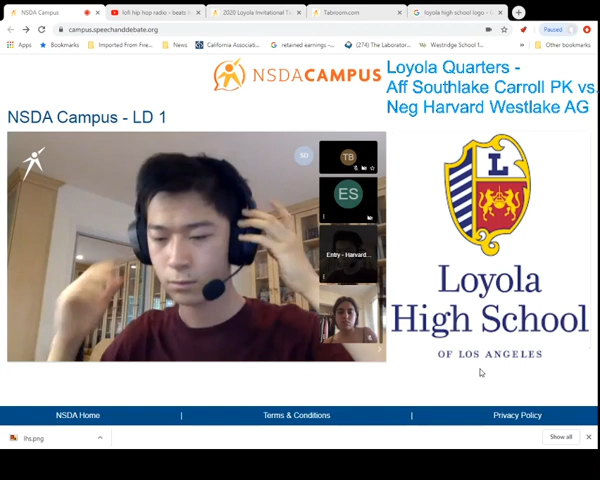 NSDA Campus
lofi hip hop radio - beats t
2020 Loyola Invitational T
Tabroom.com
loyola high school logo - G
campus.speechanddebate.org
Paused
Apps
Bookmarks
Imported From Firef...
News
California Associati...
retained earnings -...
(274) The Laborator...
Westridge School f...
Other bookmarks
NSDACAMPUS
Loyola Quarters -
Aff Southlake Carroll PK vs.
Neg Harvard Westlake AG
NSDA Campus - LD 1
SD
TB
ES
Entry - Harvard...
L
Loyola
High School
OF LOS ANGELES
NSDA Home | Terms & Conditions | Privacy Policy
lhs.png
Show all